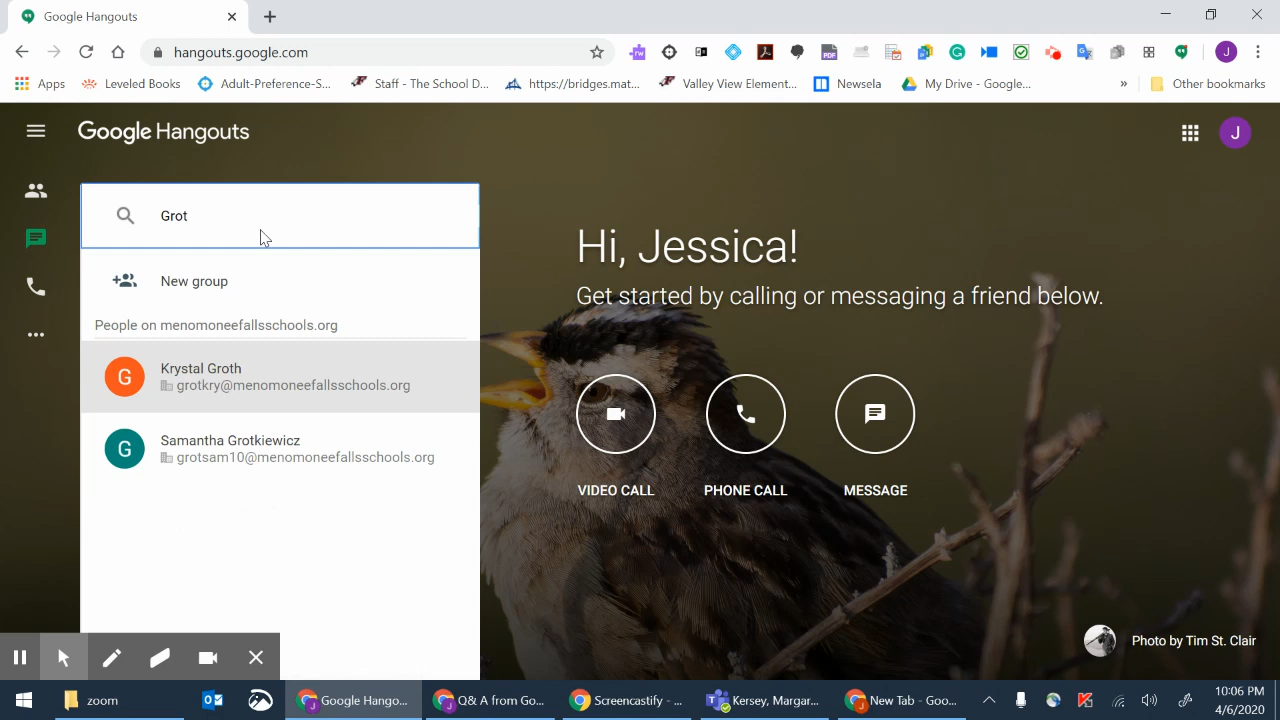 Google Hangouts
hangouts.google.com
Apps
Leveled Books
Adult-Preference-S...
Staff - The School D...
https://bridges.mat...
Valley View Element...
Newsela
My Drive - Google...
»
Other bookmarks
Google Hangouts
J
Grot
New group
People on menomoneefallsschools.org
G
Krystal Groth
grotkry@menomoneefallsschools.org
G
Samantha Grotkiewicz
grotsam10@menomoneefallsschools.org
Hi, Jessica!
Get started by calling or messaging a friend below.
VIDEO CALL
PHONE CALL
MESSAGE
Photo by Tim St. Clair
zoom
Google Hango...
Q& A from Go...
Screencastify - ...
Kersey, Margar...
New Tab - Goo...
10:06 PM
4/6/2020